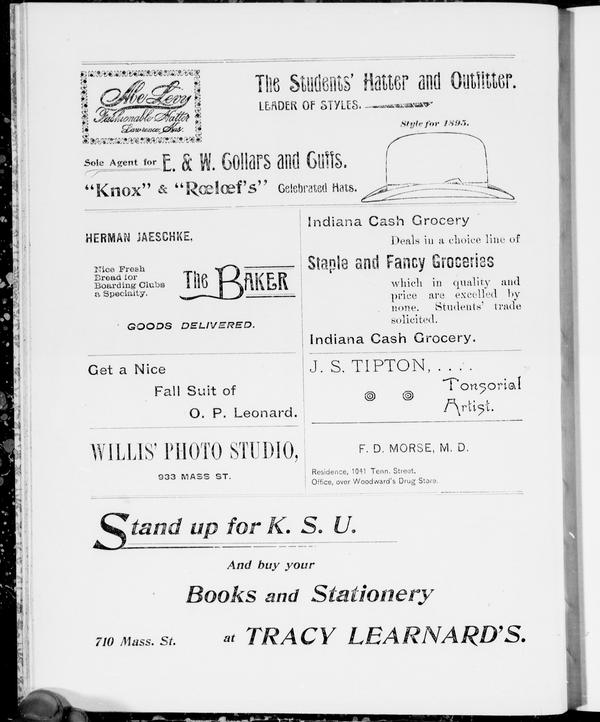 Abe Levy
Fashionable Hatter
Lawrence, Kas.
The Students' Hatter and Outfitter.
LEADER OF STYLES.
Style for 1895.
Sole Agent for E. & W. Collars and Cuffs.
"Knox" & "Rœlœf's" Celebrated Hats.
HERMAN JAESCHKE,
Nice Fresh
Bread for
Boarding Clubs
a Specialty.
The BAKER
GOODS DELIVERED.
Indiana Cash Grocery
Deals in a choice line of
Staple and Fancy Groceries
which in quality and
price are excelled by
none. Students' trade
solicited.
Indiana Cash Grocery.
Get a Nice
Fall Suit of
O. P. Leonard.
J. S. TIPTON, . . . .
Tonsorial
Artist.
WILLIS' PHOTO STUDIO,
933 MASS ST.
F. D. MORSE, M. D.
Residence, 1041 Tenn. Street.
Office, over Woodward's Drug Store.
Stand up for K. S. U.
And buy your
Books and Stationery
710 Mass. St. at TRACY LEARNARD'S.